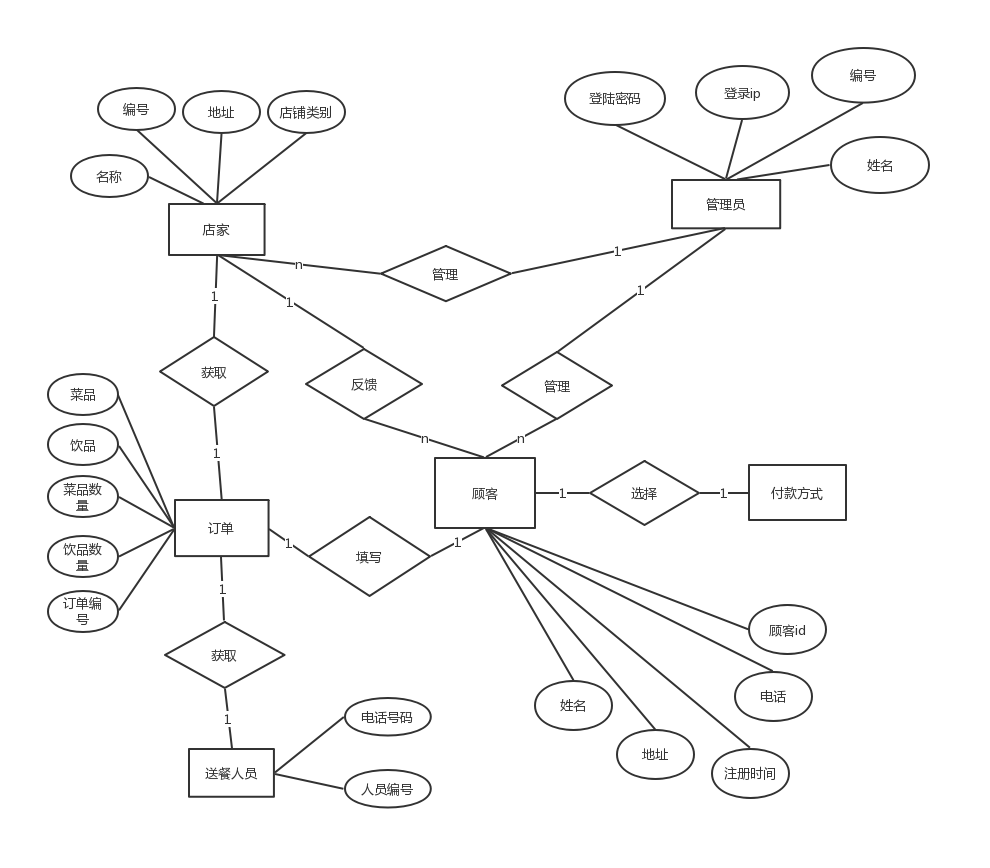 编号
登陆密码
登录ip
编号
地址
店铺类别
名称
姓名
店家
管理员
n
管理
1
1
1
1
获取
反馈
管理
菜品
饮品
n
n
1
菜品数
量
顾客
1
选择
1
付款方式
订单
1
填写
1
饮品数
量
1
订单编
号
顾客id
获取
电话
姓名
1
电话号码
地址
送餐人员
注册时间
人员编号